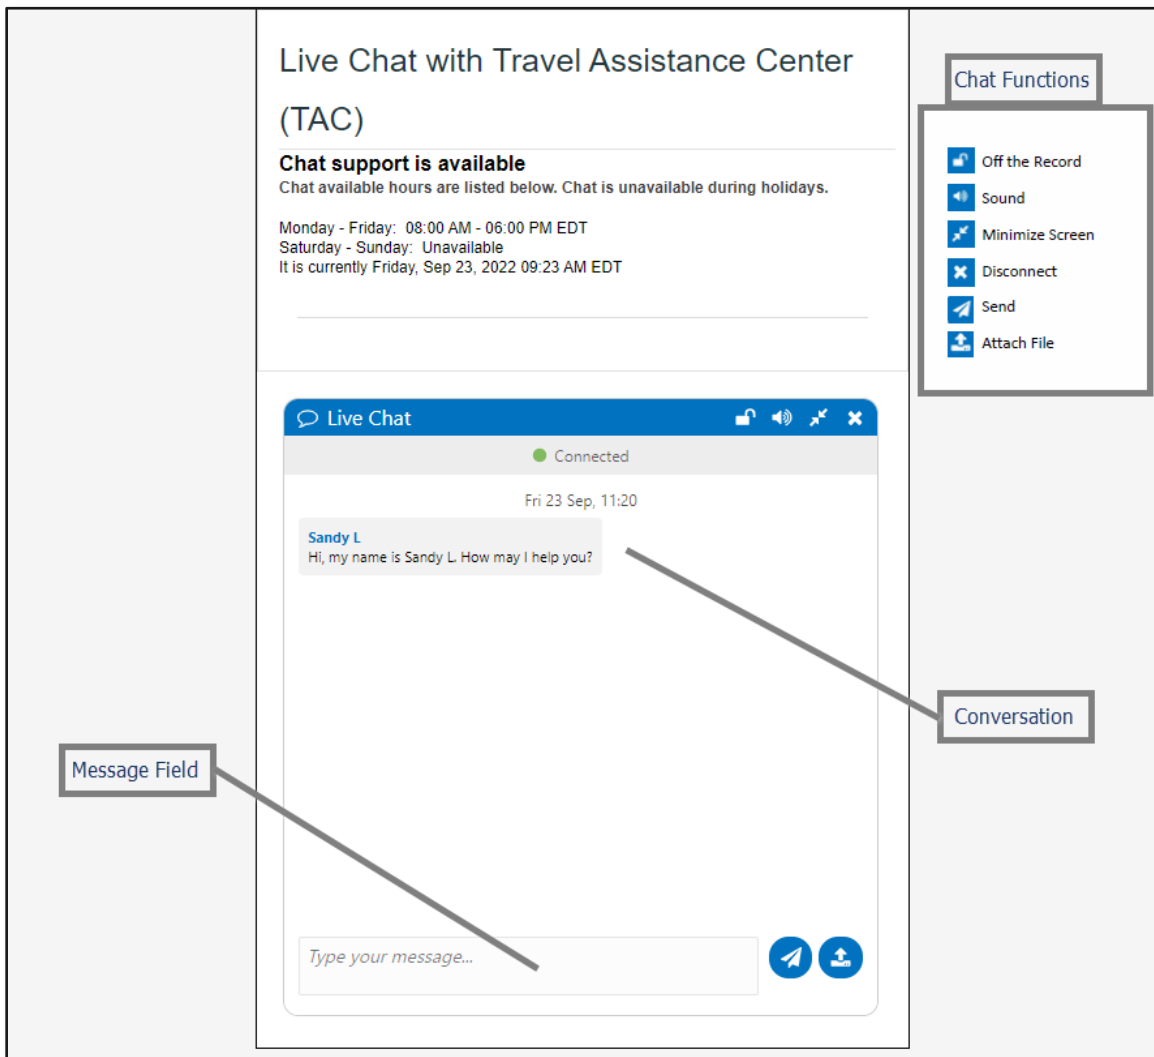 Live Chat with Travel Assistance Center
(TAC)
Chat support is available
Chat available hours are listed below. Chat is unavailable during holidays.
Monday - Friday: 08:00 AM - 06:00 PM EDT
Saturday - Sunday: Unavailable
It is currently Friday, Sep 23, 2022 09:23 AM EDT
Chat Functions
Off the Record
Sound
Minimize Screen
Disconnect
Send
Attach File
Live Chat
Connected
Fri 23 Sep, 11:20
Sandy L
Hi, my name is Sandy L. How may I help you?
Conversation
Message Field
Type your message...